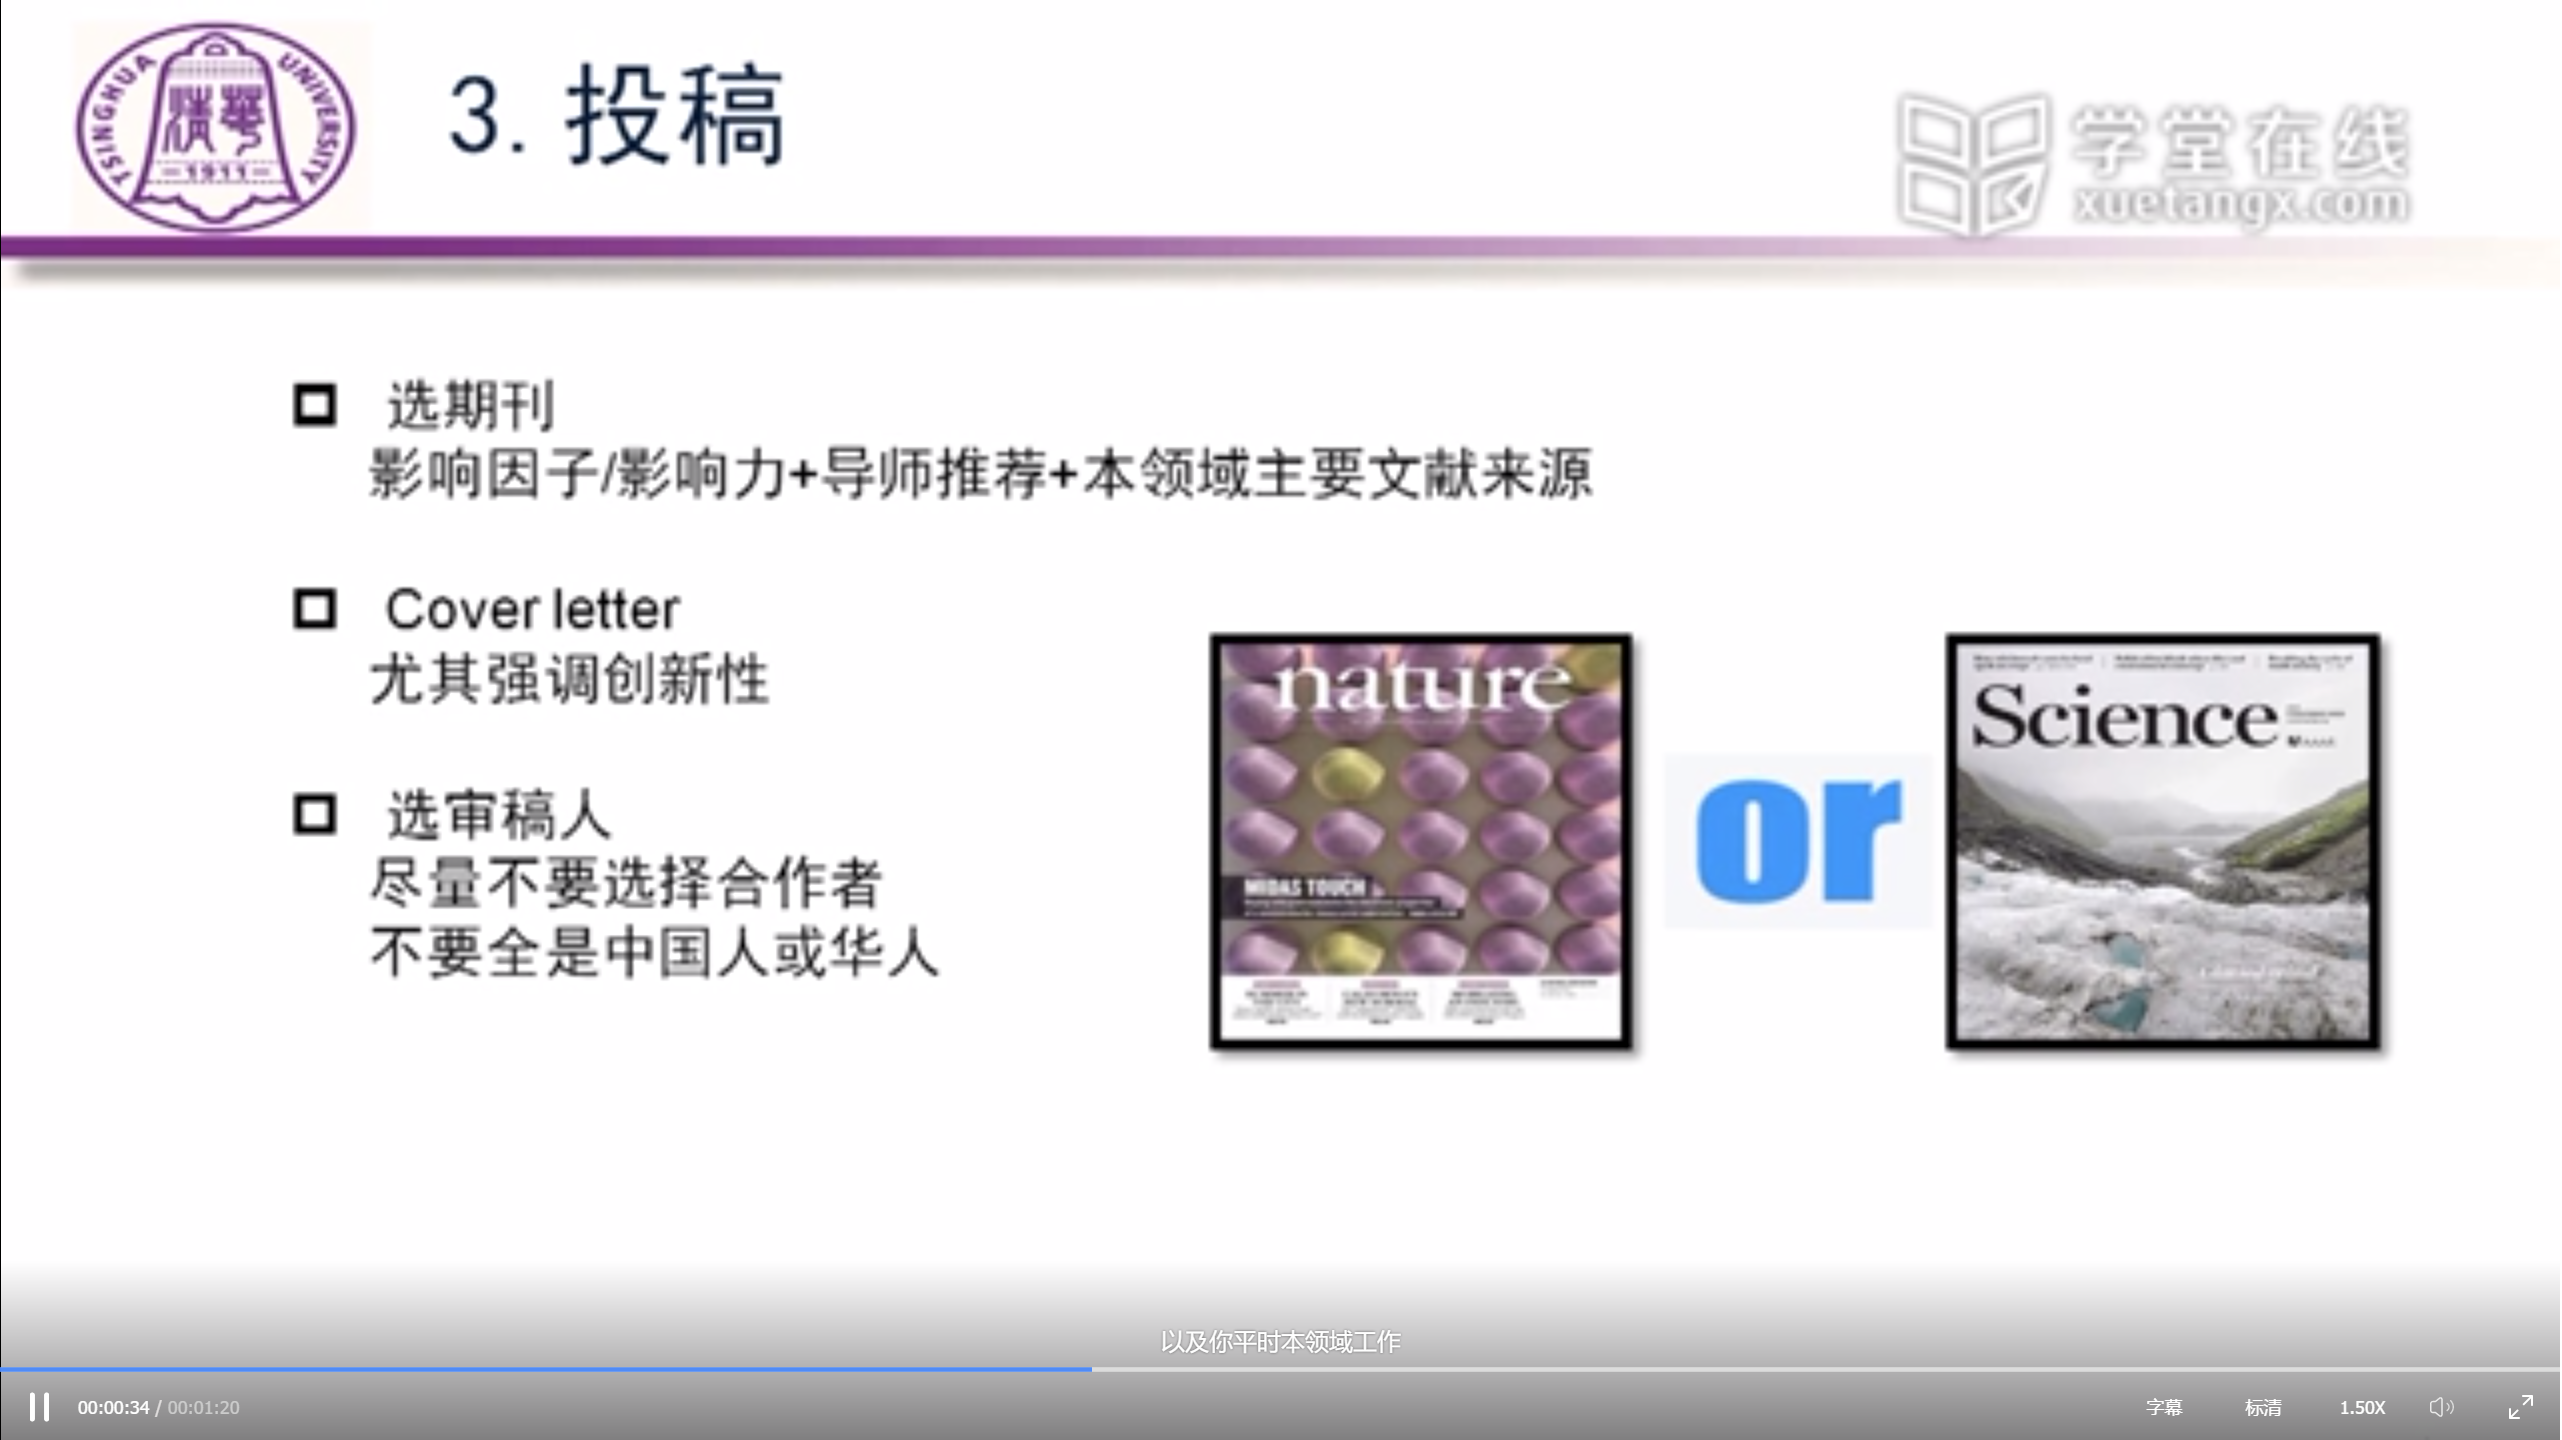 TSINGHUA UNIVERSITY
清華
-1911-
3. 投稿
学堂在线
xuetangx.com
选期刊
影响因子/影响力+导师推荐+本领域主要文献来源
Cover letter
尤其强调创新性
选审稿人
尽量不要选择合作者
不要全是中国人或华人
nature
MIDAS TOUCH
or
Science
以及你平时本领域工作
00:00:34 / 00:01:20
字幕
标清
1.50X